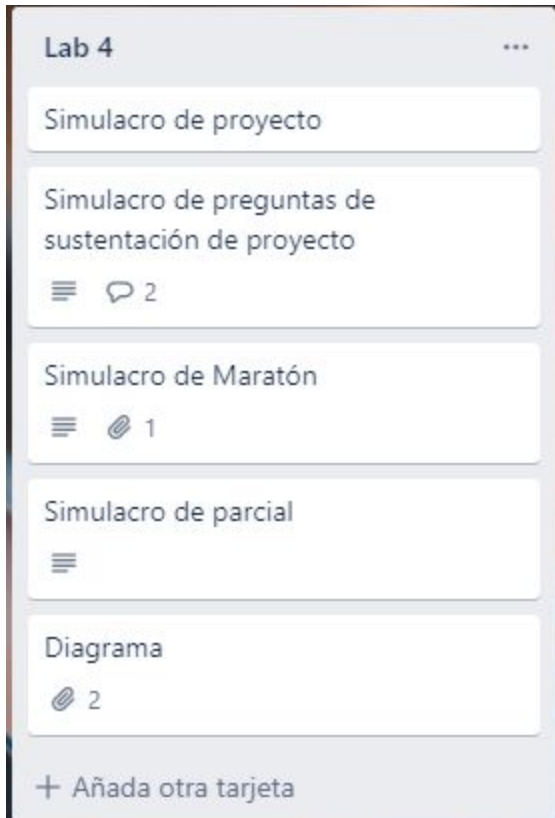 Lab 4
Simulacro de proyecto
Simulacro de preguntas de
sustentación de proyecto
2
Simulacro de Maratón
1
Simulacro de parcial
Diagrama
2
+ Añada otra tarjeta